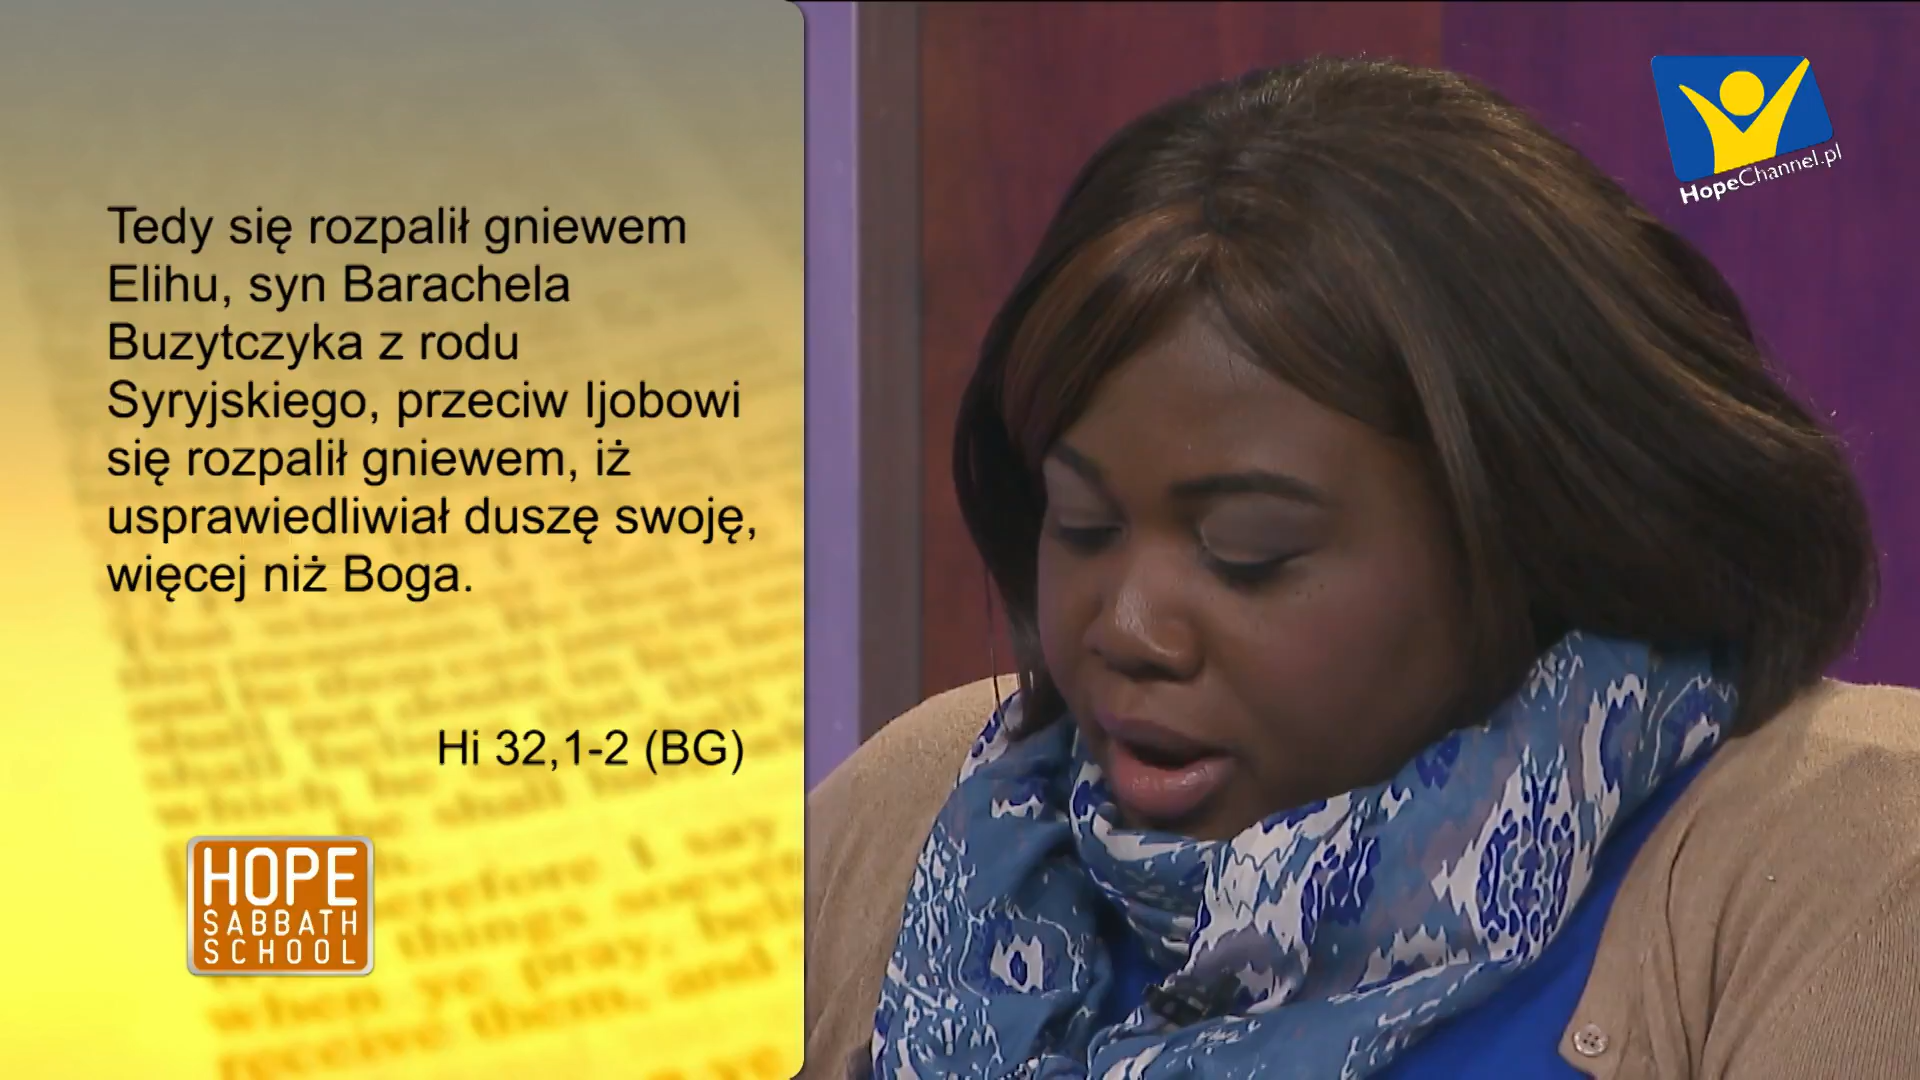 Tedy się rozpalił gniewem
Elihu, syn Barachela
Buzytczyka z rodu
Syryjskiego, przeciw Ijobowi
się rozpalił gniewem, iż
usprawiedliwiał duszę swoję,
więcej niż Boga.
Hi 32,1-2 (BG)
HOPE
SABBATH
SCHOOL
HopeChannel.pl